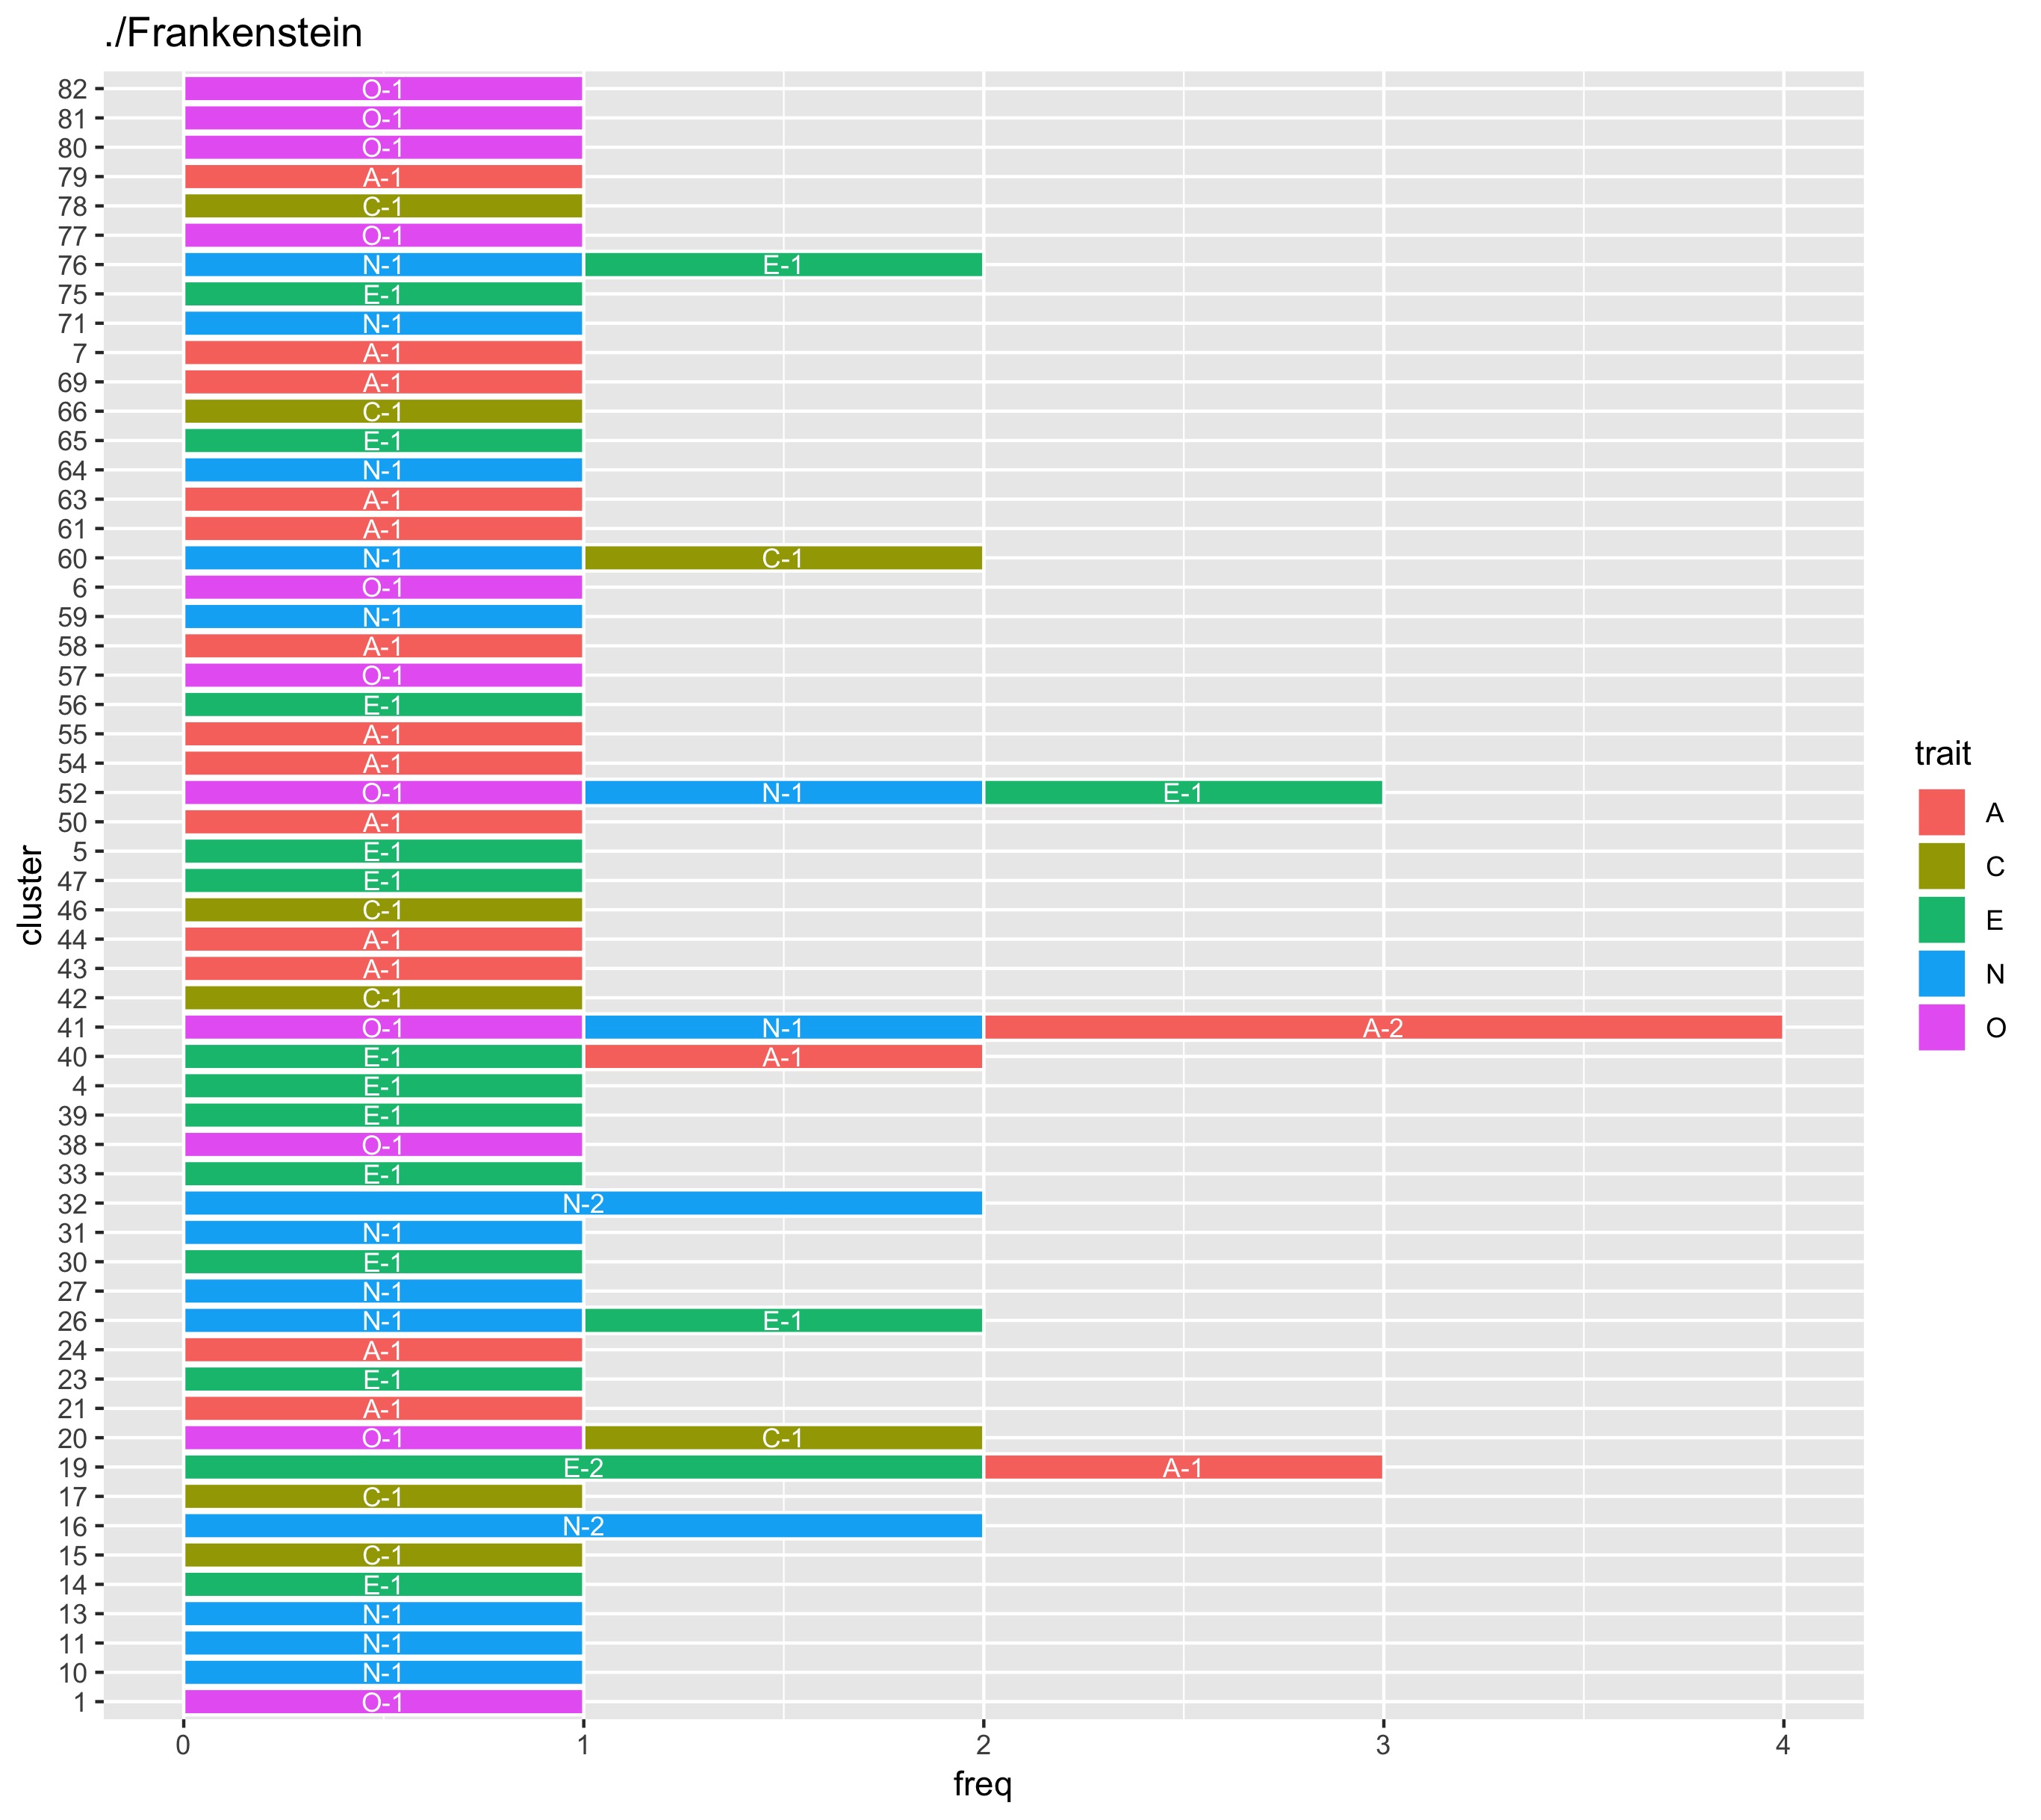 ./Frankenstein
82 O-1
81 O-1
80 O-1
79 A-1
78 C-1
77 O-1
76 N-1 E-1
75 E-1
71 N-1
7 A-1
69 A-1
66 C-1
65 E-1
64 N-1
63 A-1
61 A-1
60 N-1 C-1
6 O-1
59 N-1
58 A-1
57 O-1
56 E-1
55 A-1
54 A-1
52 O-1 N-1 E-1
50 A-1
5 E-1
47 E-1
46 C-1
44 A-1
43 A-1
42 C-1
41 O-1 N-1 A-2
40 E-1 A-1
4 E-1
39 E-1
38 O-1
33 E-1
32 N-2
31 N-1
30 E-1
27 N-1
26 N-1 E-1
24 A-1
23 E-1
21 A-1
20 O-1 C-1
19 E-2 A-1
17 C-1
16 N-2
15 C-1
14 E-1
13 N-1
11 N-1
10 N-1
1 O-1
0 1 2 3 4
freq
cluster
trait
A
C
E
N
O